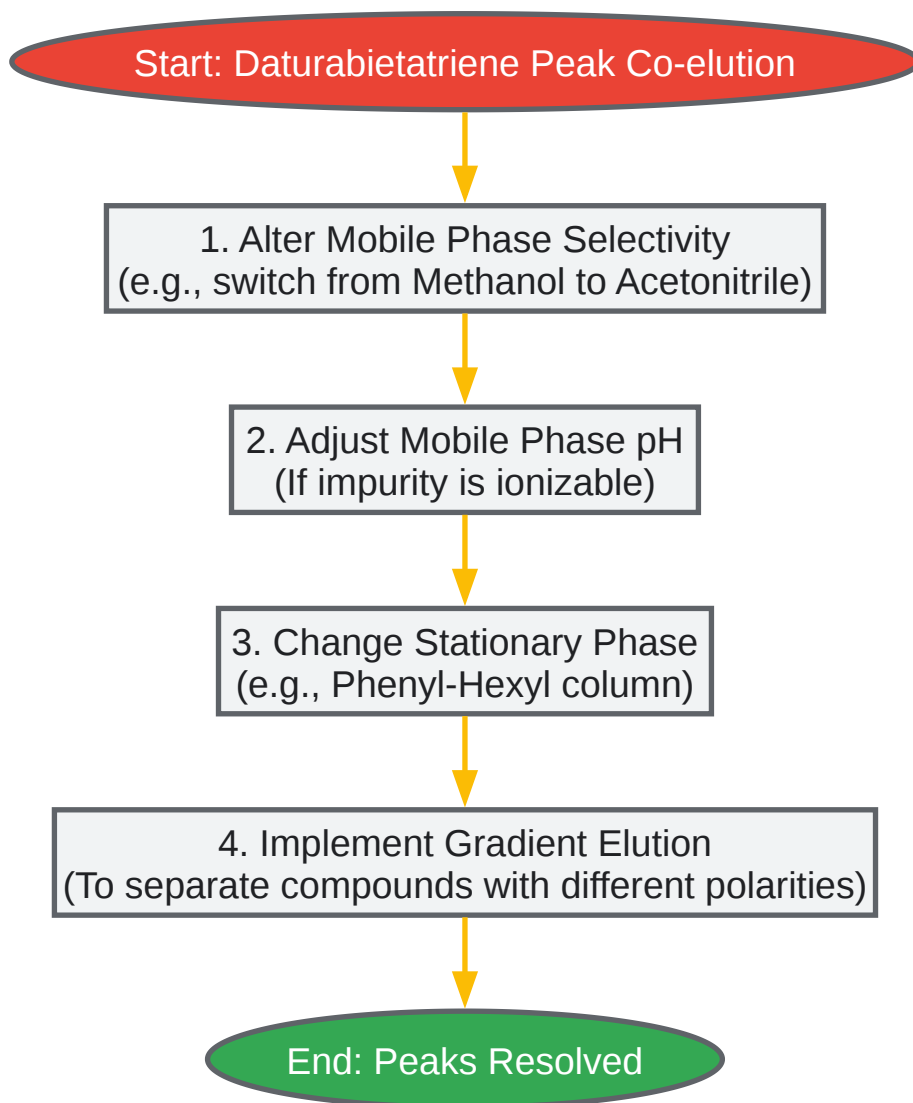 Start: Daturabietatriene Peak Co-elution
1. Alter Mobile Phase Selectivity
(e.g., switch from Methanol to Acetonitrile)
2. Adjust Mobile Phase pH
(If impurity is ionizable)
3. Change Stationary Phase
(e.g., Phenyl-Hexyl column)
4. Implement Gradient Elution
(To separate compounds with different polarities)
End: Peaks Resolved